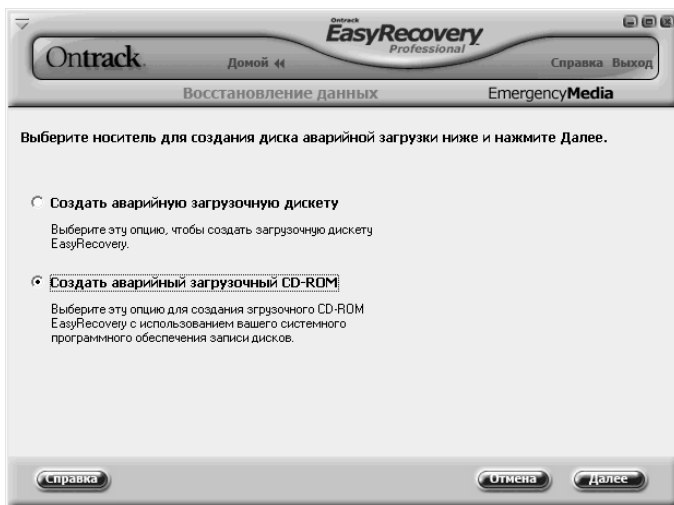 Ontrack
EasyRecovery
Professional
Ontrack.
Домой
Справка Выход
Восстановление данных
EmergencyMedia
Выберите носитель для создания диска аварийной загрузки ниже и нажмите Далее.
Создать аварийную загрузочную дискету
Выберите эту опцию, чтобы создать загрузочную дискету
EasyRecovery.
Создать аварийный загрузочный CD-ROM
Выберите эту опцию для создания згрузочного CD-ROM
EasyRecovery с использованием вашего системного
программного обеспечения записи дисков.
Справка
Отмена
Далее